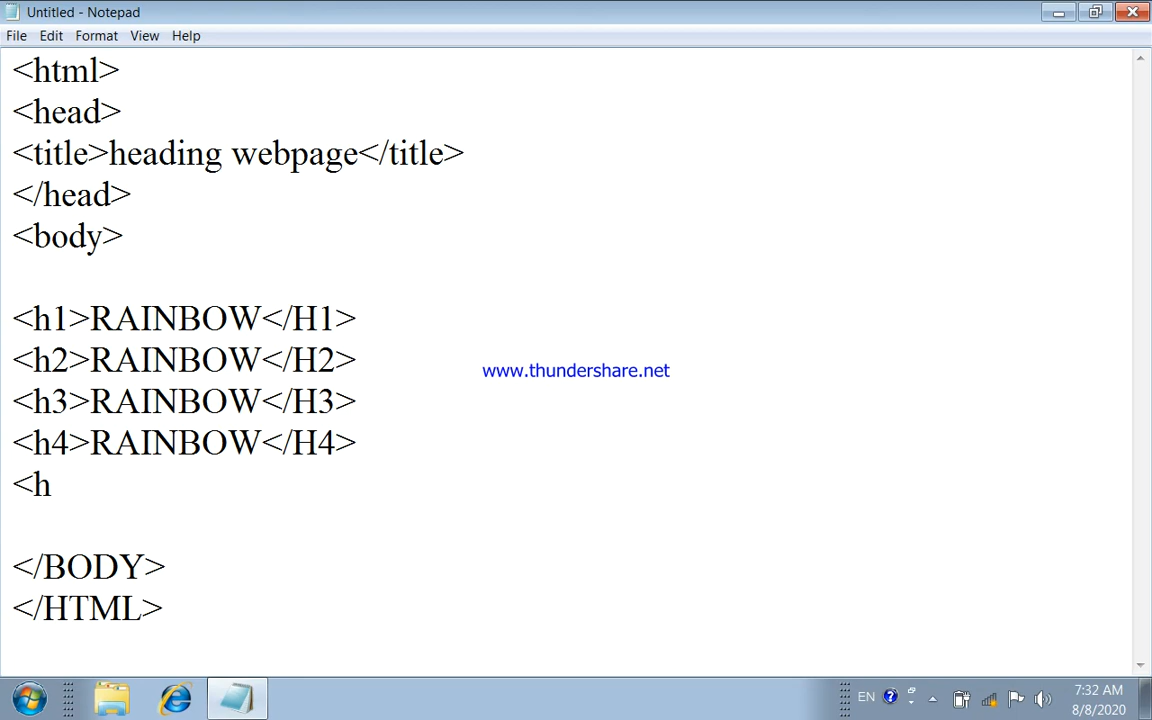 Untitled - Notepad
File Edit Format View Help
<html>
<head>
<title>heading webpage</title>
</head>
<body>
<h1>RAINBOW</H1>
<h2>RAINBOW</H2>
www.thundershare.net
<h3>RAINBOW</H3>
<h4>RAINBOW</H4>
<h
</BODY>
</HTML>
EN
7:32 AM
8/8/2020